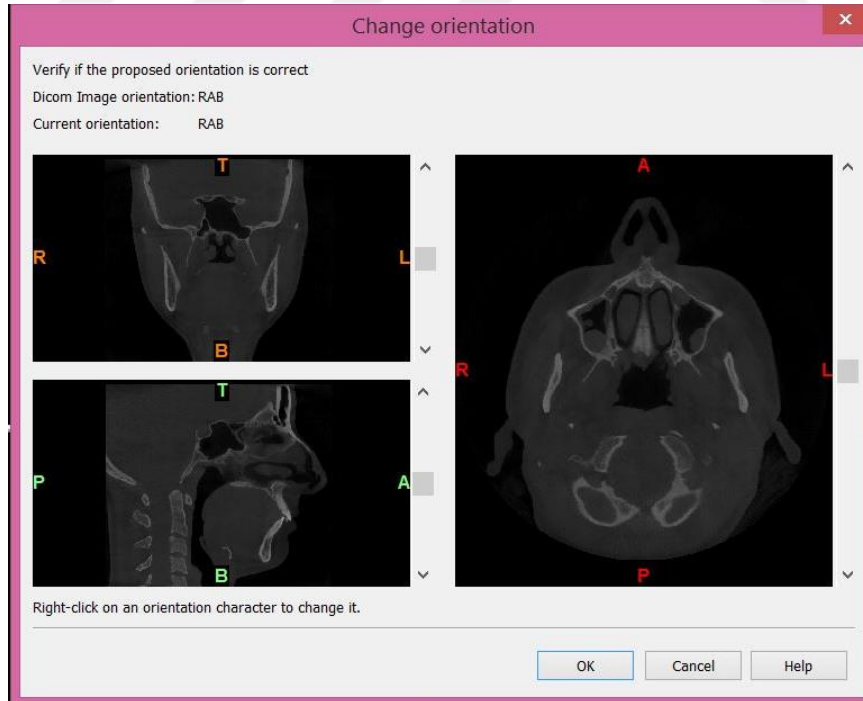 Change orientation
Verify if the proposed orientation is correct
Dicom Image orientation: RAB
Current orientation: RAB
T
R L
B
T
P A
B
A
R L
P
Right-click on an orientation character to change it.
OK Cancel Help